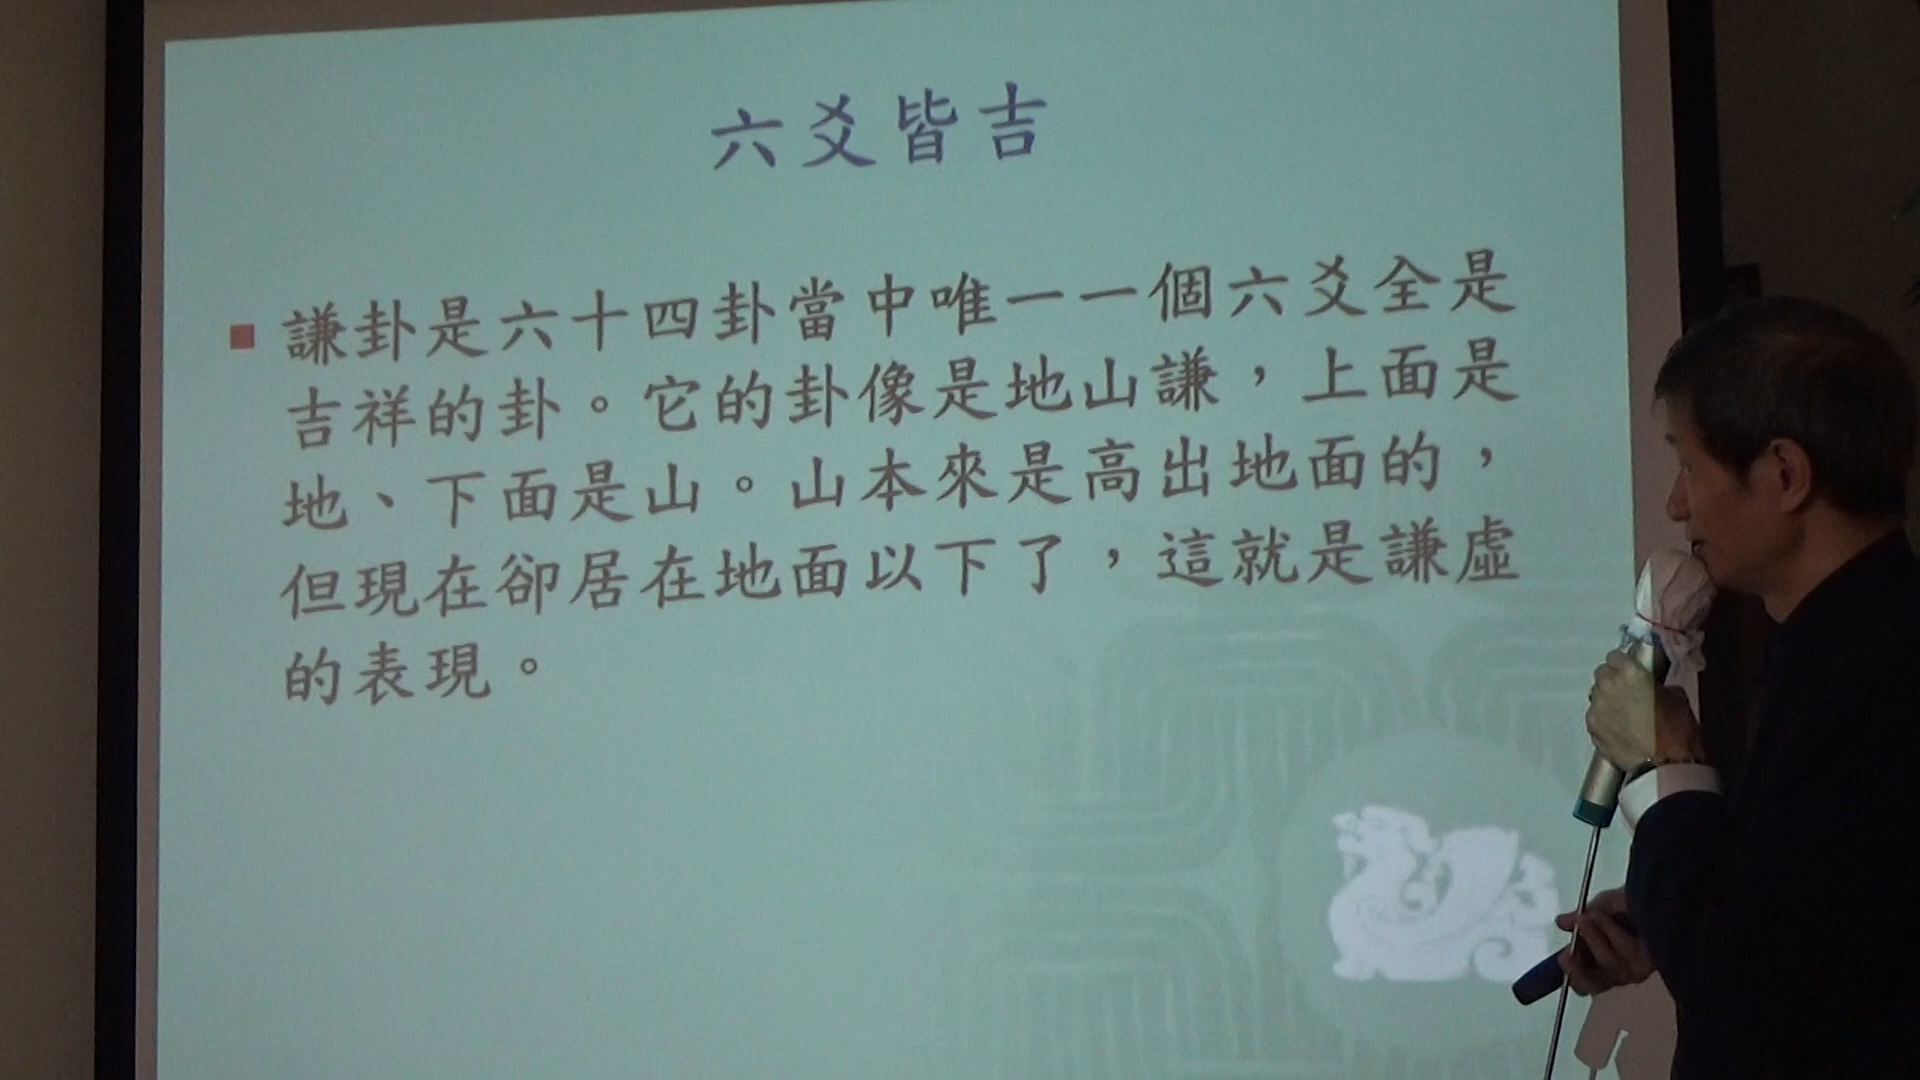 六爻皆吉
謙卦是六十四卦當中唯一一個六爻全是
吉祥的卦。它的卦像是地山謙，上面是
地、下面是山。山本來是高出地面的，
但現在卻居在地面以下了，這就是謙虛
的表現。